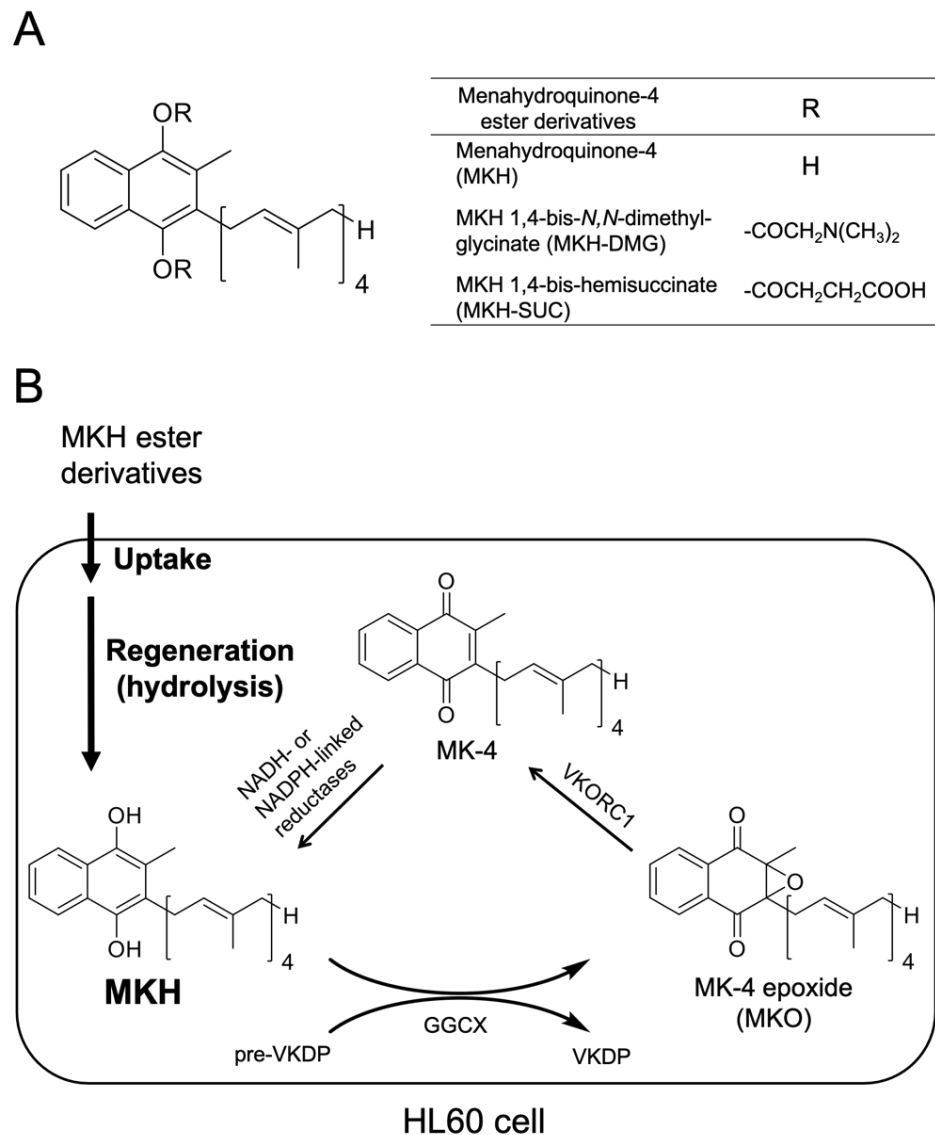 A
OR
OR
H
4
Menahydroquinone-4
ester derivatives
R
Menahydroquinone-4
(MKH)
H
MKH 1,4-bis-N,N-dimethyl-
glycinate (MKH-DMG)
-COCH2N(CH3)2
MKH 1,4-bis-hemisuccinate
(MKH-SUC)
-COCH2CH2COOH
B
MKH ester
derivatives
Uptake
Regeneration
(hydrolysis)
O
O
H
4
MK-4
NADH- or
NADPH-linked
reductases
VKORC1
OH
OH
H
4
MKH
O
O
O
H
4
MK-4 epoxide
(MKO)
GGCX
pre-VKDP
VKDP
HL60 cell